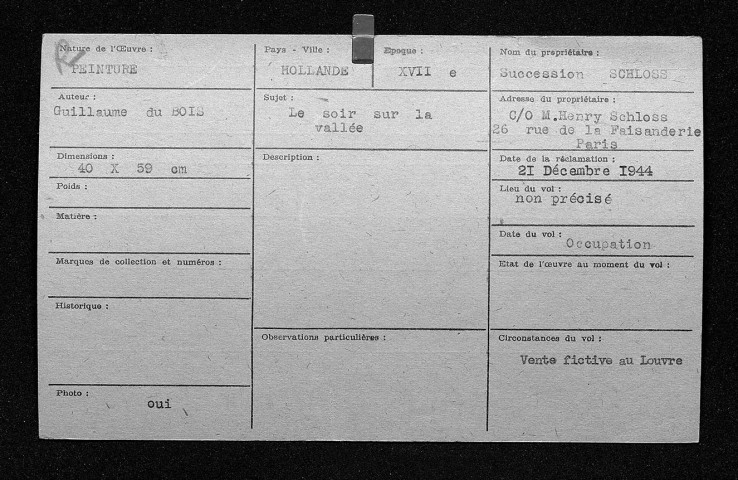 Nature de l'Œuvre :
PEINTURE
Auteur :
Guillaume du BOIS
Dimensions :
40 X 59 cm
Poids :
Matière :
Marques de collection et numéros :
Historique :
Photo :
oui
Pays - Ville :
HOLLANDE
Epoque :
XVII e
Sujet :
Le soir sur la
vallée
Description :
Observations particulières :
Nom du propriétaire :
Succession SCHLOSS
Adresse du propriétaire :
C/O M.Henry Schloss
26 rue de la Faisanderie
Paris
Date de la réclamation :
2I Décembre I944
Lieu du vol :
non précisé
Date du vol :
Occupation
Etat de l'œuvre au moment du vol :
Circonstances du vol :
Vente fictive au Louvre